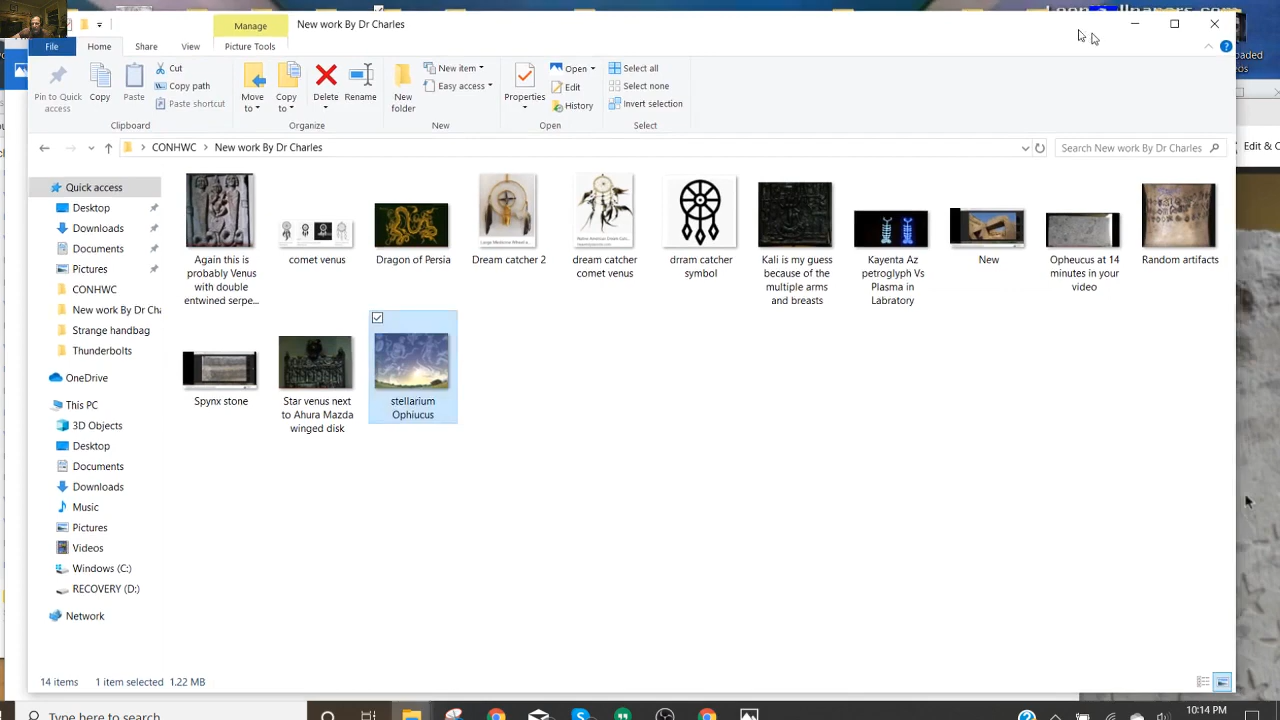 Manage
New work By Dr Charles
File
Home
Share
View
Picture Tools
Pin to Quick
access
Copy
Paste
Cut
Copy path
Paste shortcut
Clipboard
Move
to
Copy
to
Delete
Rename
Organize
New
folder
New item
Easy access
New
Properties
Open
Edit
History
Open
Select all
Select none
Invert selection
Select
CONHWC > New work By Dr Charles
Search New work By Dr Charles
Edit & C
oaded
Quick access
Desktop
Downloads
Documents
Pictures
CONHWC
New work By Dr Cha
Strange handbag
Thunderbolts
OneDrive
This PC
3D Objects
Desktop
Documents
Downloads
Music
Pictures
Videos
Windows (C:)
RECOVERY (D:)
Network
Again this is
probably Venus
with double
entwined serpe...
comet venus
Dragon of Persia
Large Medicine Wheel
Dream catcher 2
dream catcher
comet venus
drram catcher
symbol
Kali is my guess
because of the
multiple arms
and breasts
Kayenta Az
petroglyph Vs
Plasma in
Labratory
New
Opheucus at 14
minutes in your
video
Random artifacts
Spynx stone
Star venus next
to Ahura Mazda
winged disk
stellarium
Ophiucus
14 items
1 item selected 1.22 MB
Type here to search
10:14 PM